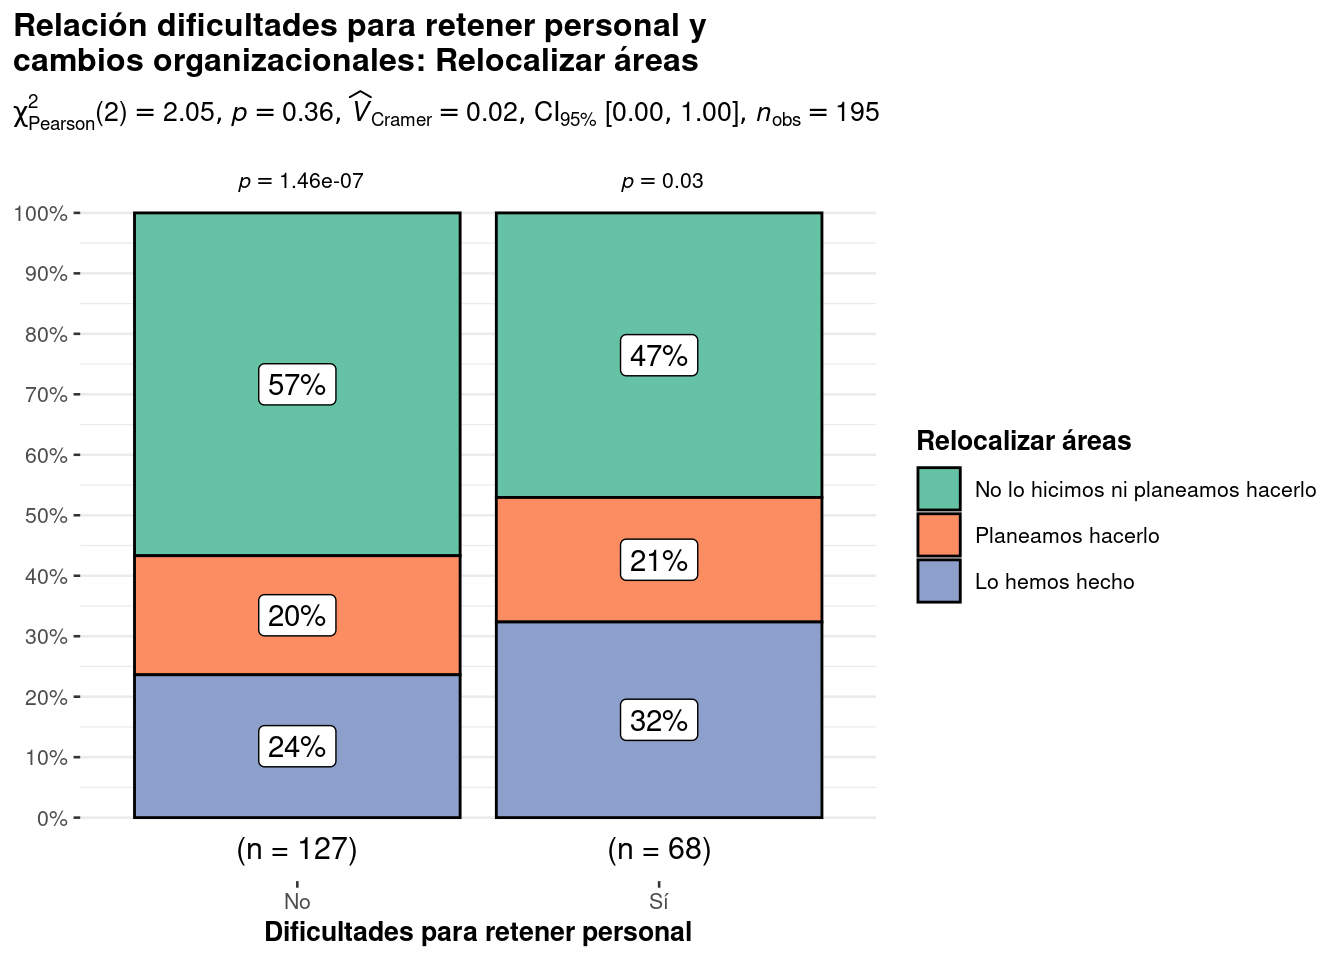 Relación dificultades para retener personal y
cambios organizacionales: Relocalizar áreas
χ²Pearson(2) = 2.05, p = 0.36, V̂Cramer = 0.02, CI95% [0.00, 1.00], nobs = 195
p = 1.46e-07
p = 0.03
100%
90%
80%
70%
60%
50%
40%
30%
20%
10%
0%
57%
20%
24%
47%
21%
32%
(n = 127)
(n = 68)
No
Sí
Dificultades para retener personal
Relocalizar áreas
No lo hicimos ni planeamos hacerlo
Planeamos hacerlo
Lo hemos hecho